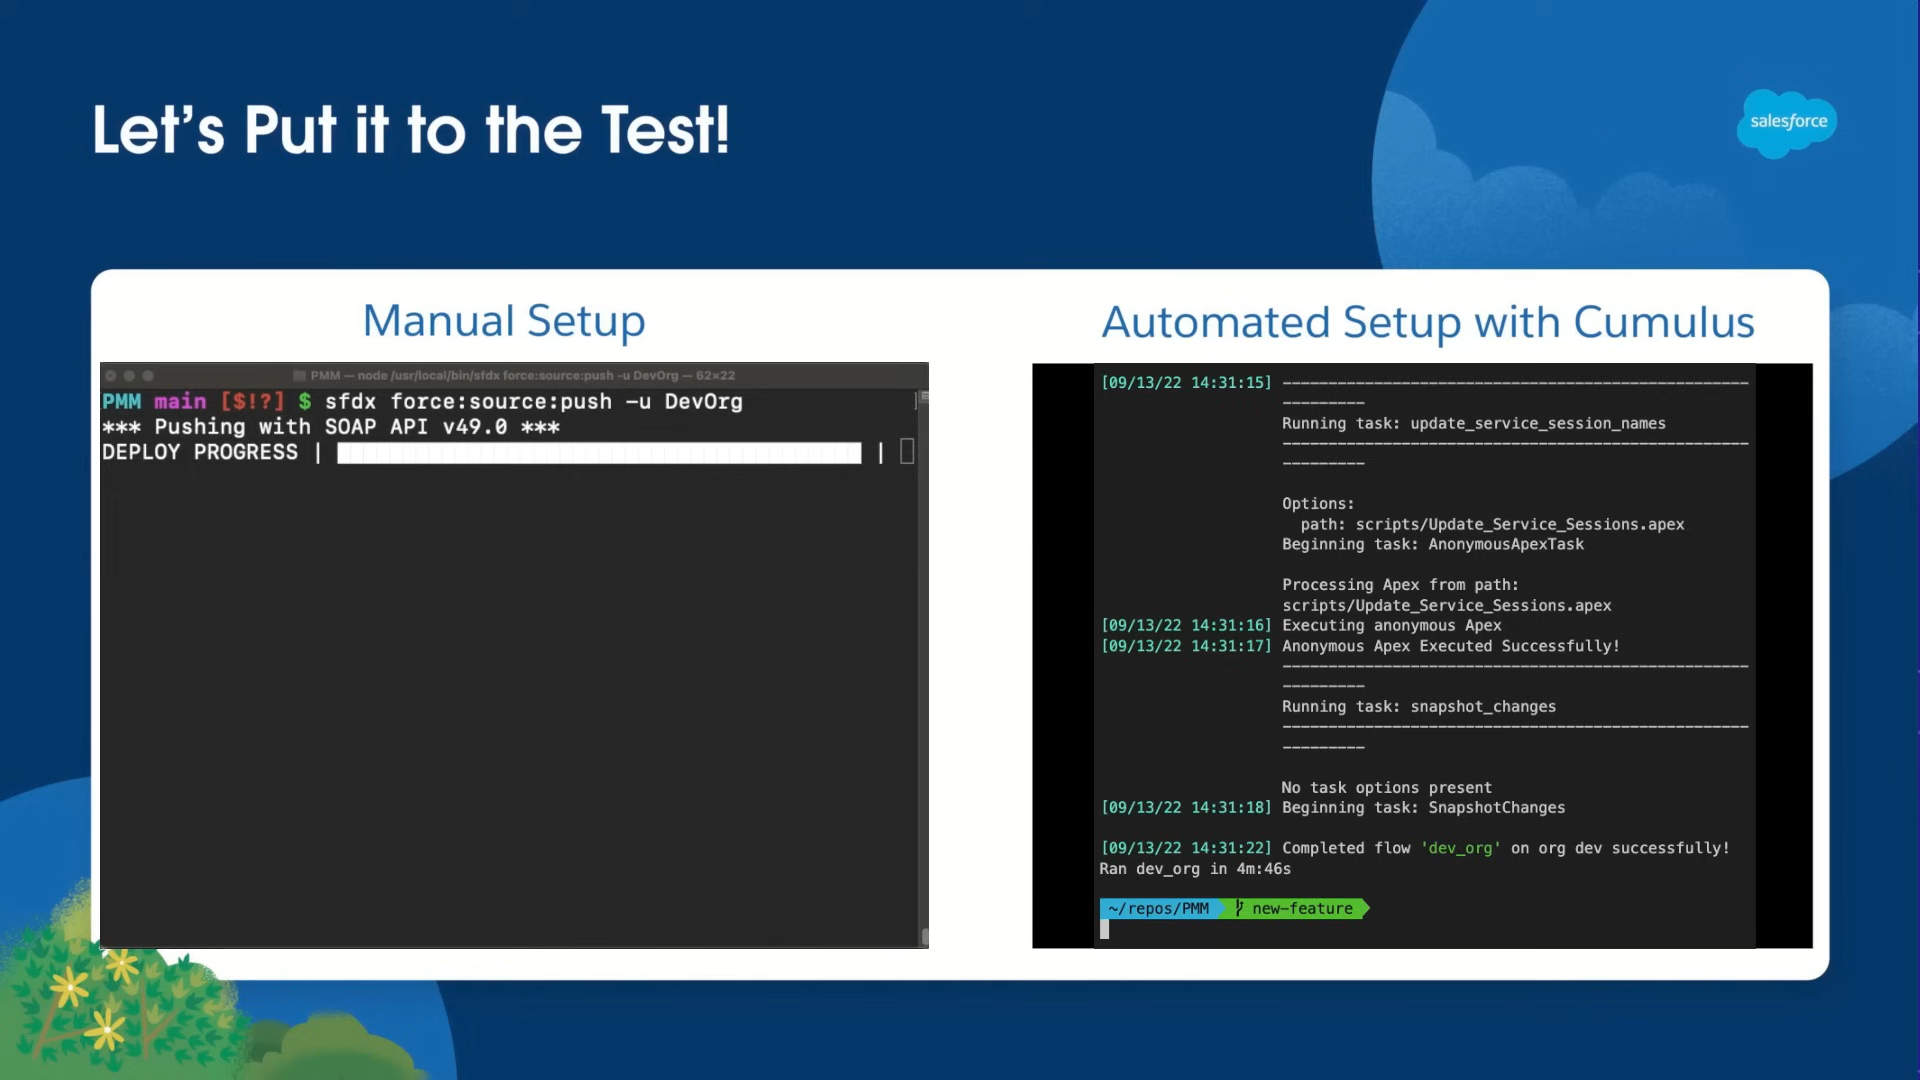 Let's Put it to the Test!
salesforce
Manual Setup
PMM — node /usr/local/bin/sfdx force:source:push -u DevOrg — 62×22
PMM main [$!?] $ sfdx force:source:push -u DevOrg
*** Pushing with SOAP API v49.0 ***
DEPLOY PROGRESS | |
Automated Setup with Cumulus
[09/13/22 14:31:15] ---------------------------------------------------
---------
Running task: update_service_session_names
---------------------------------------------------
---------
Options:
path: scripts/Update_Service_Sessions.apex
Beginning task: AnonymousApexTask
Processing Apex from path:
scripts/Update_Service_Sessions.apex
[09/13/22 14:31:16] Executing anonymous Apex
[09/13/22 14:31:17] Anonymous Apex Executed Successfully!
---------------------------------------------------
---------
Running task: snapshot_changes
---------------------------------------------------
---------
No task options present
[09/13/22 14:31:18] Beginning task: SnapshotChanges
[09/13/22 14:31:22] Completed flow 'dev_org' on org dev successfully!
Ran dev_org in 4m:46s
~/repos/PMM new-feature